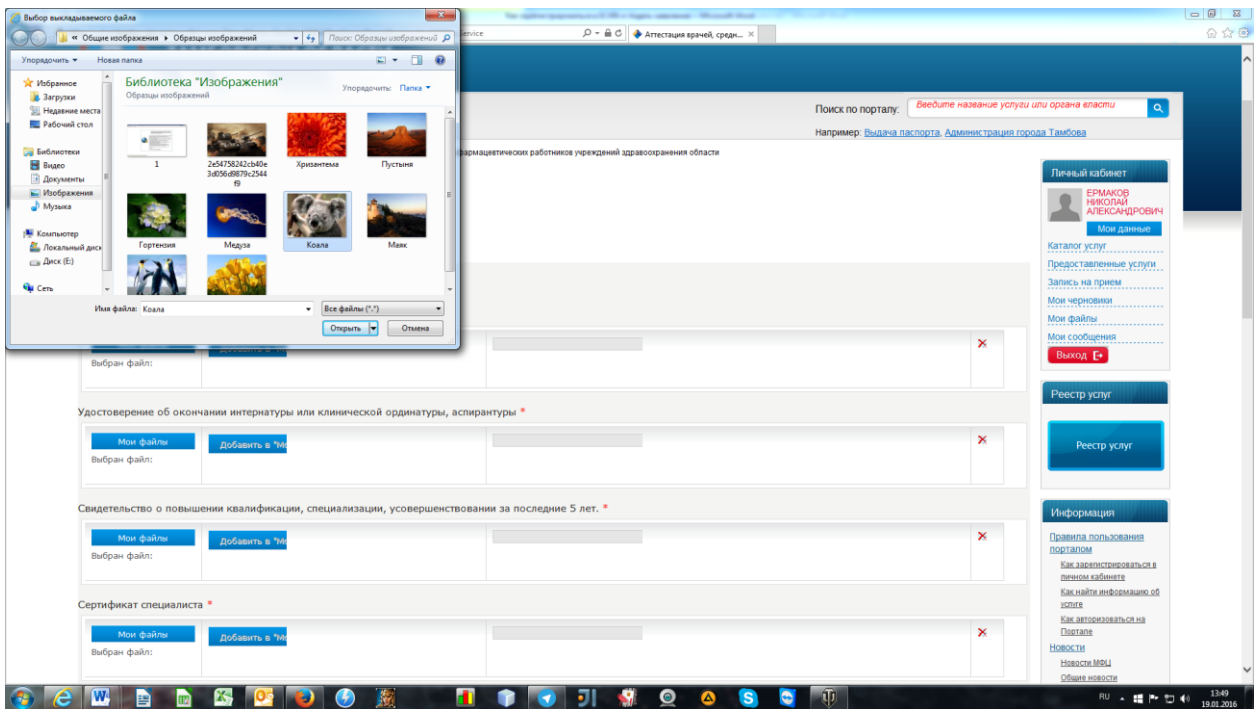 Выбор выкладываемого файла
« Общие изображения ▸ Образцы изображений
Поиск: Образцы изображений
Упорядочить
Новая папка
Избранное
Загрузки
Недавние места
Рабочий стол
Библиотеки
Видео
Документы
Изображения
Музыка
Компьютер
Локальный диск
Диск (E:)
Сеть
Библиотека "Изображения"
Образцы изображений
Упорядочить: Папка
1
2e54758242cb40e
3d056d9879c2544
f9
Хризантема
Пустыня
Гортензия
Медуза
Коала
Маяк
Имя файла: Коала
Все файлы (*.*)
Открыть
Отмена
ervice
Аттестация врачей, средн...
Поиск по порталу:
Введите название услуги или органа власти
Например: Выдача паспорта, Администрация города Тамбова
фармацевтических работников учреждений здравоохранения области
Выбран файл:
Удостоверение об окончании интернатуры или клинической ординатуры, аспирантуры *
Мои файлы
Добавить в "Мо
Выбран файл:
Свидетельство о повышении квалификации, специализации, усовершенствовании за последние 5 лет. *
Мои файлы
Добавить в "Мо
Выбран файл:
Сертификат специалиста *
Мои файлы
Добавить в "Мо
Выбран файл:
Личный кабинет
ЕРМАКОВ
НИКОЛАЙ
АЛЕКСАНДРОВИЧ
Мои данные
Каталог услуг
Предоставленные услуги
Запись на прием
Мои черновики
Мои файлы
Мои сообщения
Выход
Реестр услуг
Реестр услуг
Информация
Правила пользования
порталом
Как зарегистрироваться в
личном кабинете
Как найти информацию об
услуге
Как авторизоваться на
Портале
Новости
Новости МФЦ
Общие новости
RU
13:49
19.01.2016